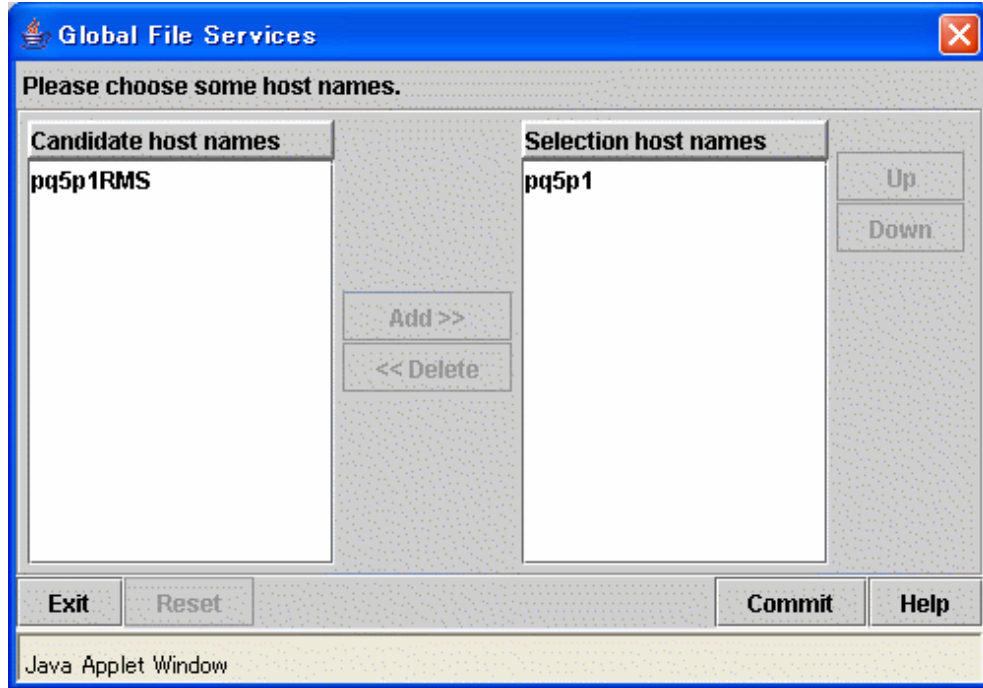 Global File Services
Please choose some host names.
Candidate host names
pq5p1RMS
Add >>
<< Delete
Selection host names
pq5p1
Up
Down
Exit
Reset
Commit
Help
Java Applet Window